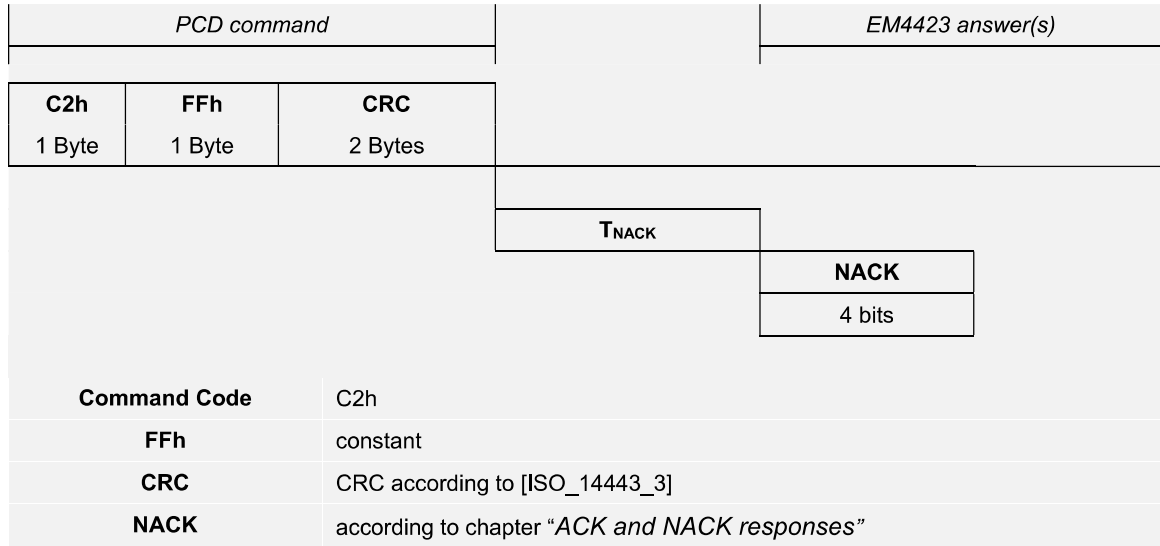 PCD command EM4423 answer(s)
C2h FFh CRC
1 Byte 1 Byte 2 Bytes
TNACK
NACK
4 bits
Command Code C2h
FFh constant
CRC CRC according to [ISO_14443_3]
NACK according to chapter “ACK and NACK responses”